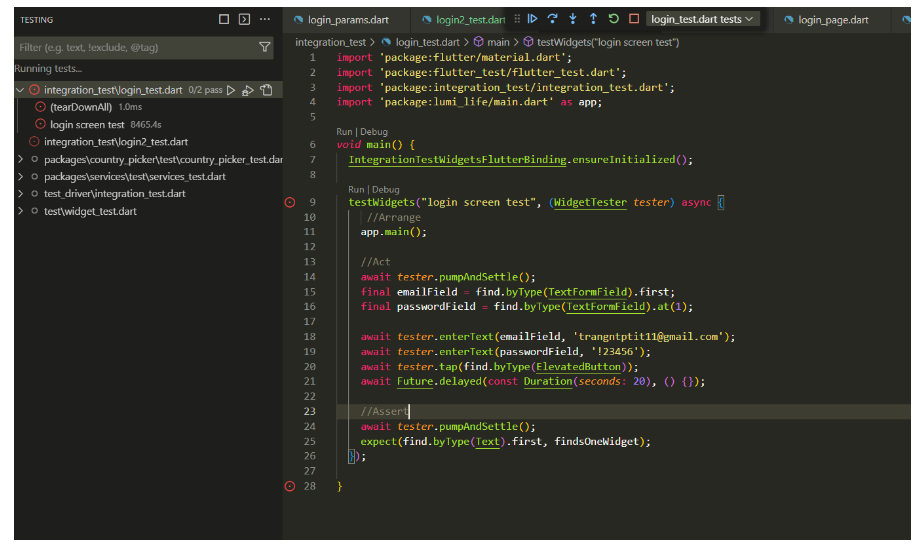 TESTING
Filter (e.g. text, !exclude, @tag)
Running tests...
integration_test\login_test.dart 0/2 pass
(tearDownAll) 1.0ms
login screen test 8465.4s
integration_test\login2_test.dart
packages\country_picker\test\country_picker_test.dar
packages\services\test\services_test.dart
test_driver\integration_test.dart
test\widget_test.dart
login_params.dart login2_test.dart login_test.dart tests login_page.dart
integration_test > login_test.dart > main > testWidgets("login screen test")
1 import 'package:flutter/material.dart';
2 import 'package:flutter_test/flutter_test.dart';
3 import 'package:integration_test/integration_test.dart';
4 import 'package:lumi_life/main.dart' as app;
5
Run | Debug
6 void main() {
7 IntegrationTestWidgetsFlutterBinding.ensureInitialized();
8
Run | Debug
9 testWidgets("login screen test", (WidgetTester tester) async {
10 //Arrange
11 app.main();
12
13 //Act
14 await tester.pumpAndSettle();
15 final emailField = find.byType(TextFormField).first;
16 final passwordField = find.byType(TextFormField).at(1);
17
18 await tester.enterText(emailField, 'trangntptit11@gmail.com');
19 await tester.enterText(passwordField, '!23456');
20 await tester.tap(find.byType(ElevatedButton));
21 await Future.delayed(const Duration(seconds: 20), () {});
22
23 //Assert
24 await tester.pumpAndSettle();
25 expect(find.byType(Text).first, findsOneWidget);
26 });
27
28 }